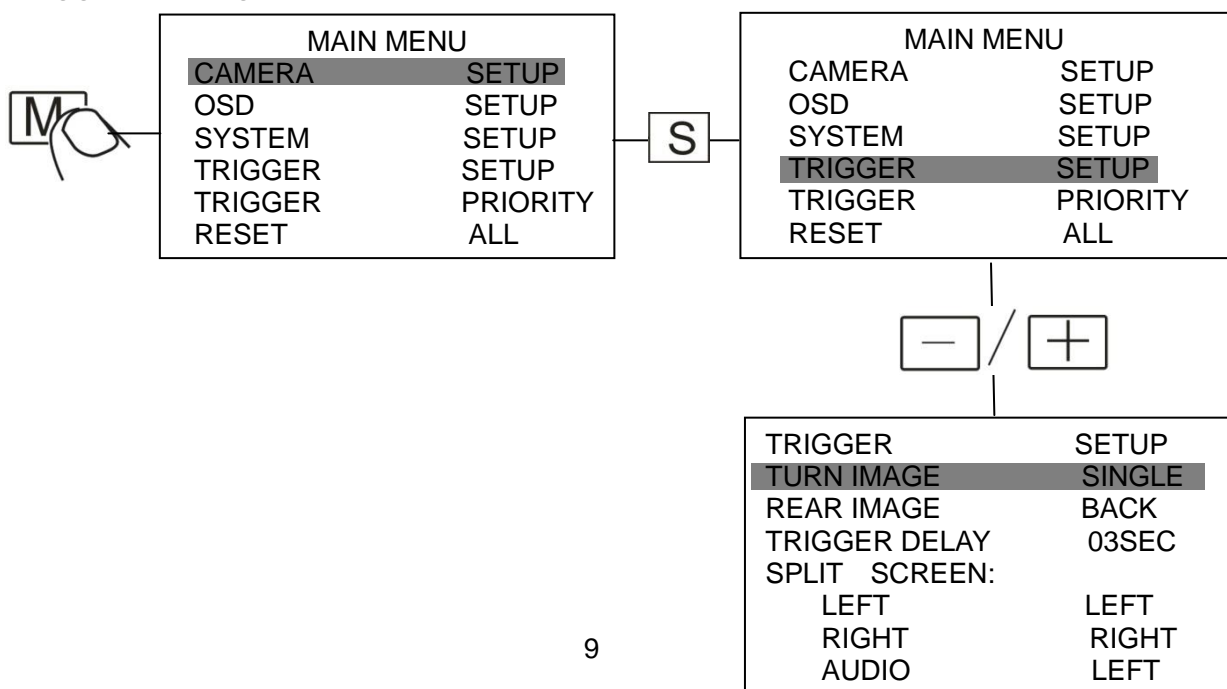 MAIN MENU
CAMERA SETUP
OSD SETUP
SYSTEM SETUP
TRIGGER SETUP
TRIGGER PRIORITY
RESET ALL
M
S
MAIN MENU
CAMERA SETUP
OSD SETUP
SYSTEM SETUP
TRIGGER SETUP
TRIGGER PRIORITY
RESET ALL
− / +
TRIGGER SETUP
TURN IMAGE SINGLE
REAR IMAGE BACK
TRIGGER DELAY 03SEC
SPLIT SCREEN:
LEFT LEFT
RIGHT RIGHT
AUDIO LEFT
9